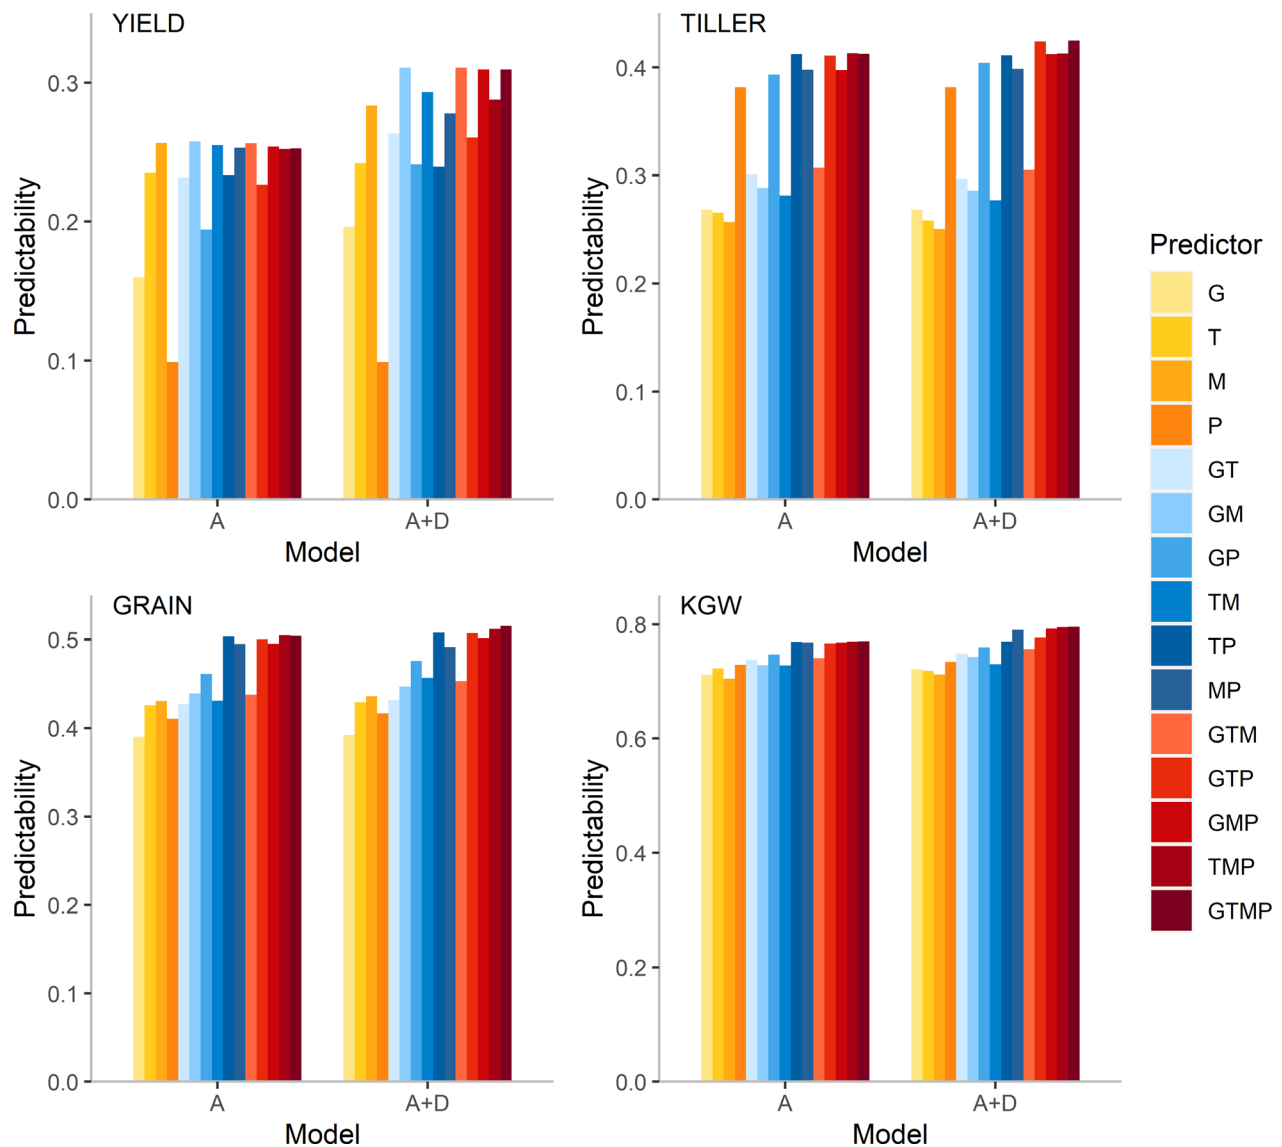 YIELD
Predictability
0.3
0.2
0.1
0.0
A
A+D
Model
TILLER
Predictability
0.4
0.3
0.2
0.1
0.0
A
A+D
Model
GRAIN
Predictability
0.5
0.4
0.3
0.2
0.1
0.0
A
A+D
Model
KGW
Predictability
0.8
0.6
0.4
0.2
0.0
A
A+D
Model
Predictor
G
T
M
P
GT
GM
GP
TM
TP
MP
GTM
GTP
GMP
TMP
GTMP